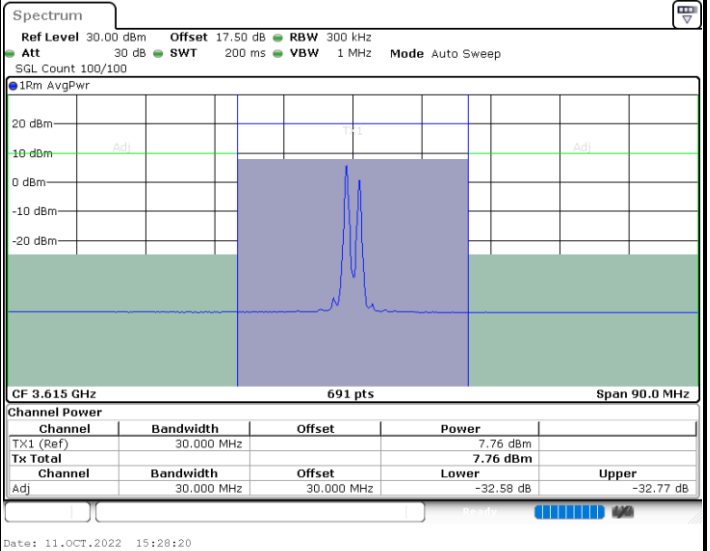 Spectrum
Ref Level 30.00 dBm Offset 17.50 dB RBW 300 kHz
Att 30 dB SWT 200 ms VBW 1 MHz Mode Auto Sweep
SGL Count 100/100
1Rm AvgPwr
20 dBm
TX1
Adj Adj
10 dBm
0 dBm
-10 dBm
-20 dBm
CF 3.615 GHz 691 pts Span 90.0 MHz
Channel Power
Channel Bandwidth Offset Power
TX1 (Ref) 30.000 MHz 7.76 dBm
Tx Total 7.76 dBm
Channel Bandwidth Offset Lower Upper
Adj 30.000 MHz 30.000 MHz -32.58 dB -32.77 dB
Ready
Date: 11.OCT.2022 15:28:20